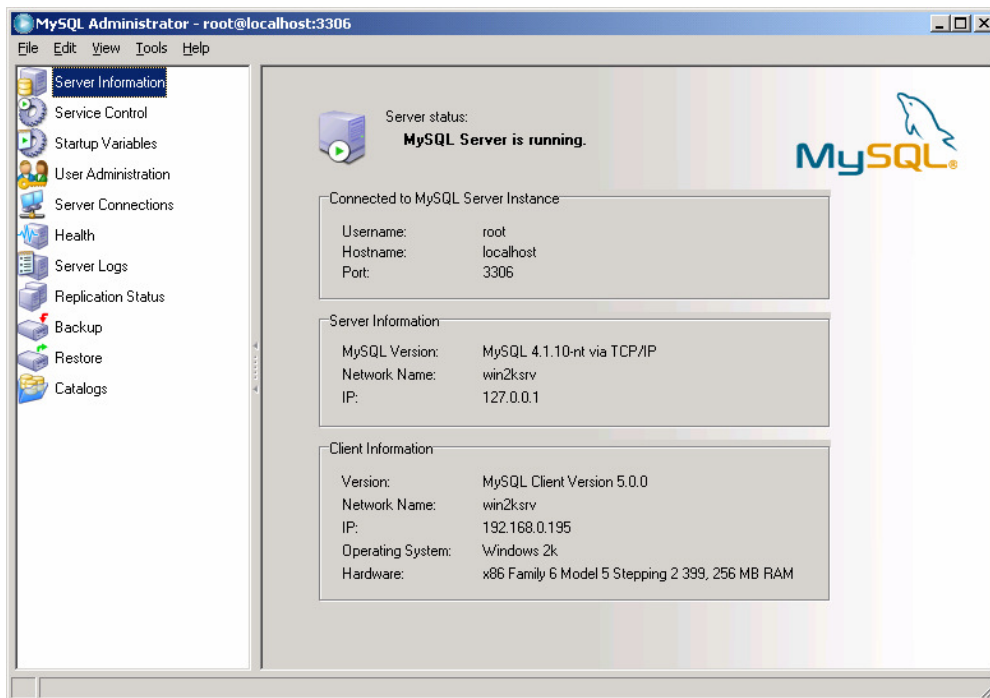 MySQL Administrator - root@localhost:3306
File Edit View Tools Help
Server Information
Service Control
Startup Variables
User Administration
Server Connections
Health
Server Logs
Replication Status
Backup
Restore
Catalogs
Server status:
MySQL Server is running.
MySQL®
Connected to MySQL Server Instance
Username: root
Hostname: localhost
Port: 3306
Server Information
MySQL Version: MySQL 4.1.10-nt via TCP/IP
Network Name: win2ksrv
IP: 127.0.0.1
Client Information
Version: MySQL Client Version 5.0.0
Network Name: win2ksrv
IP: 192.168.0.195
Operating System: Windows 2k
Hardware: x86 Family 6 Model 5 Stepping 2 399, 256 MB RAM